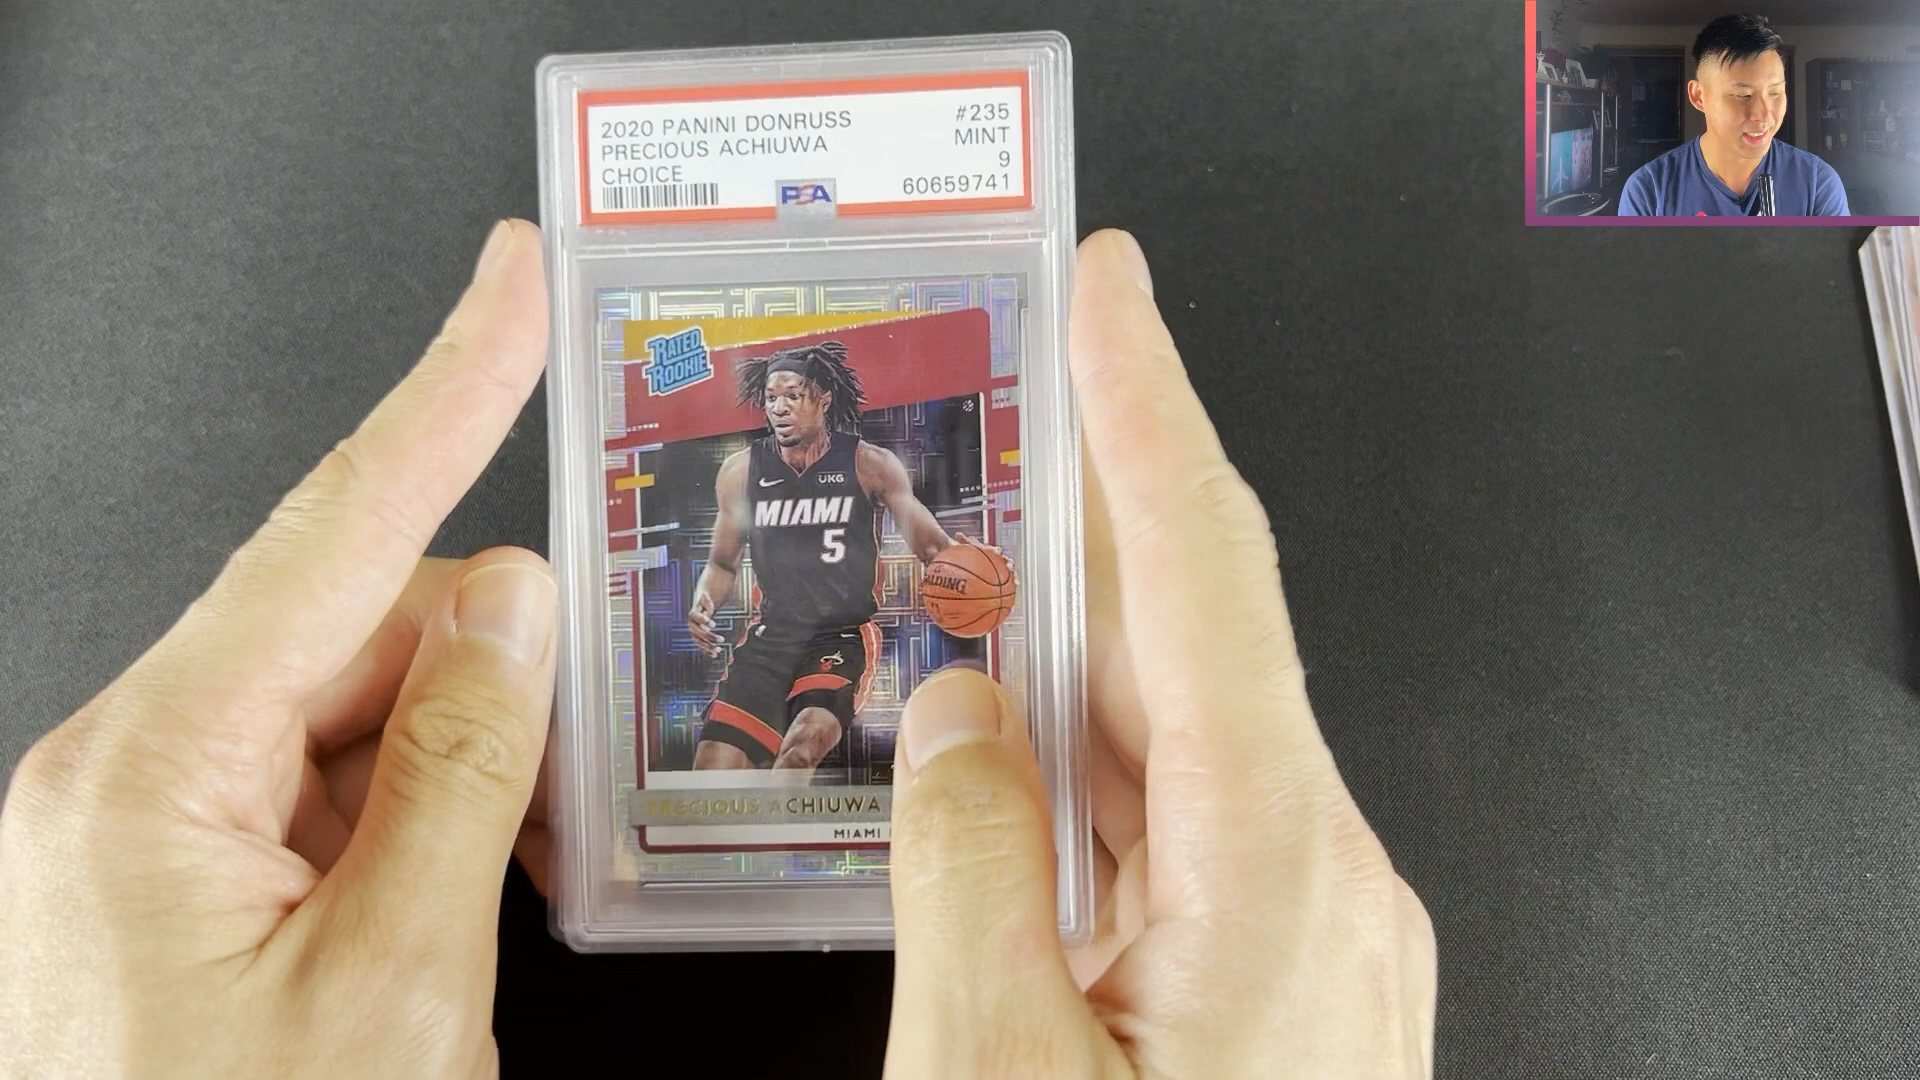 2020 PANINI DONRUSS #235
PRECIOUS ACHIUWA MINT
CHOICE 9
PSA 60659741
RATED
ROOKIE
UKG
MIAMI
5
SPALDING
PRECIOUS ACHIUWA
MIAMI